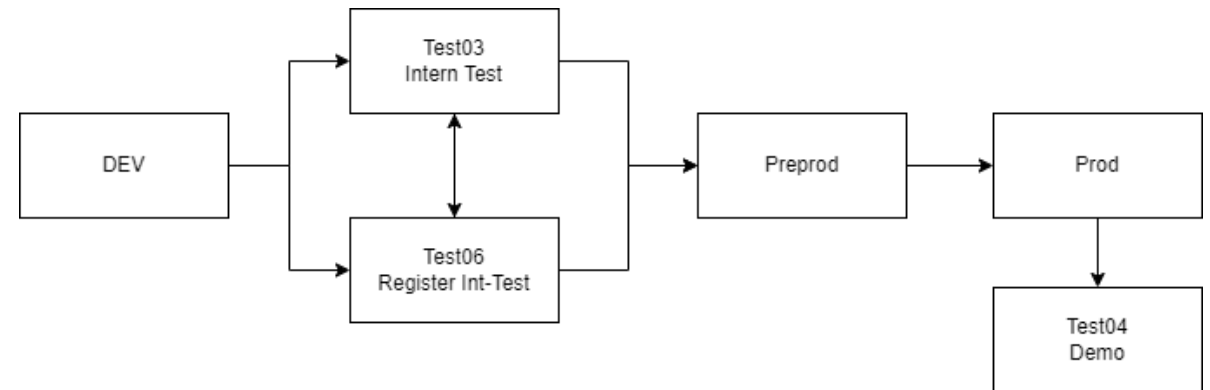 DEV
Test03
Intern Test
Test06
Register Int-Test
Preprod
Prod
Test04
Demo